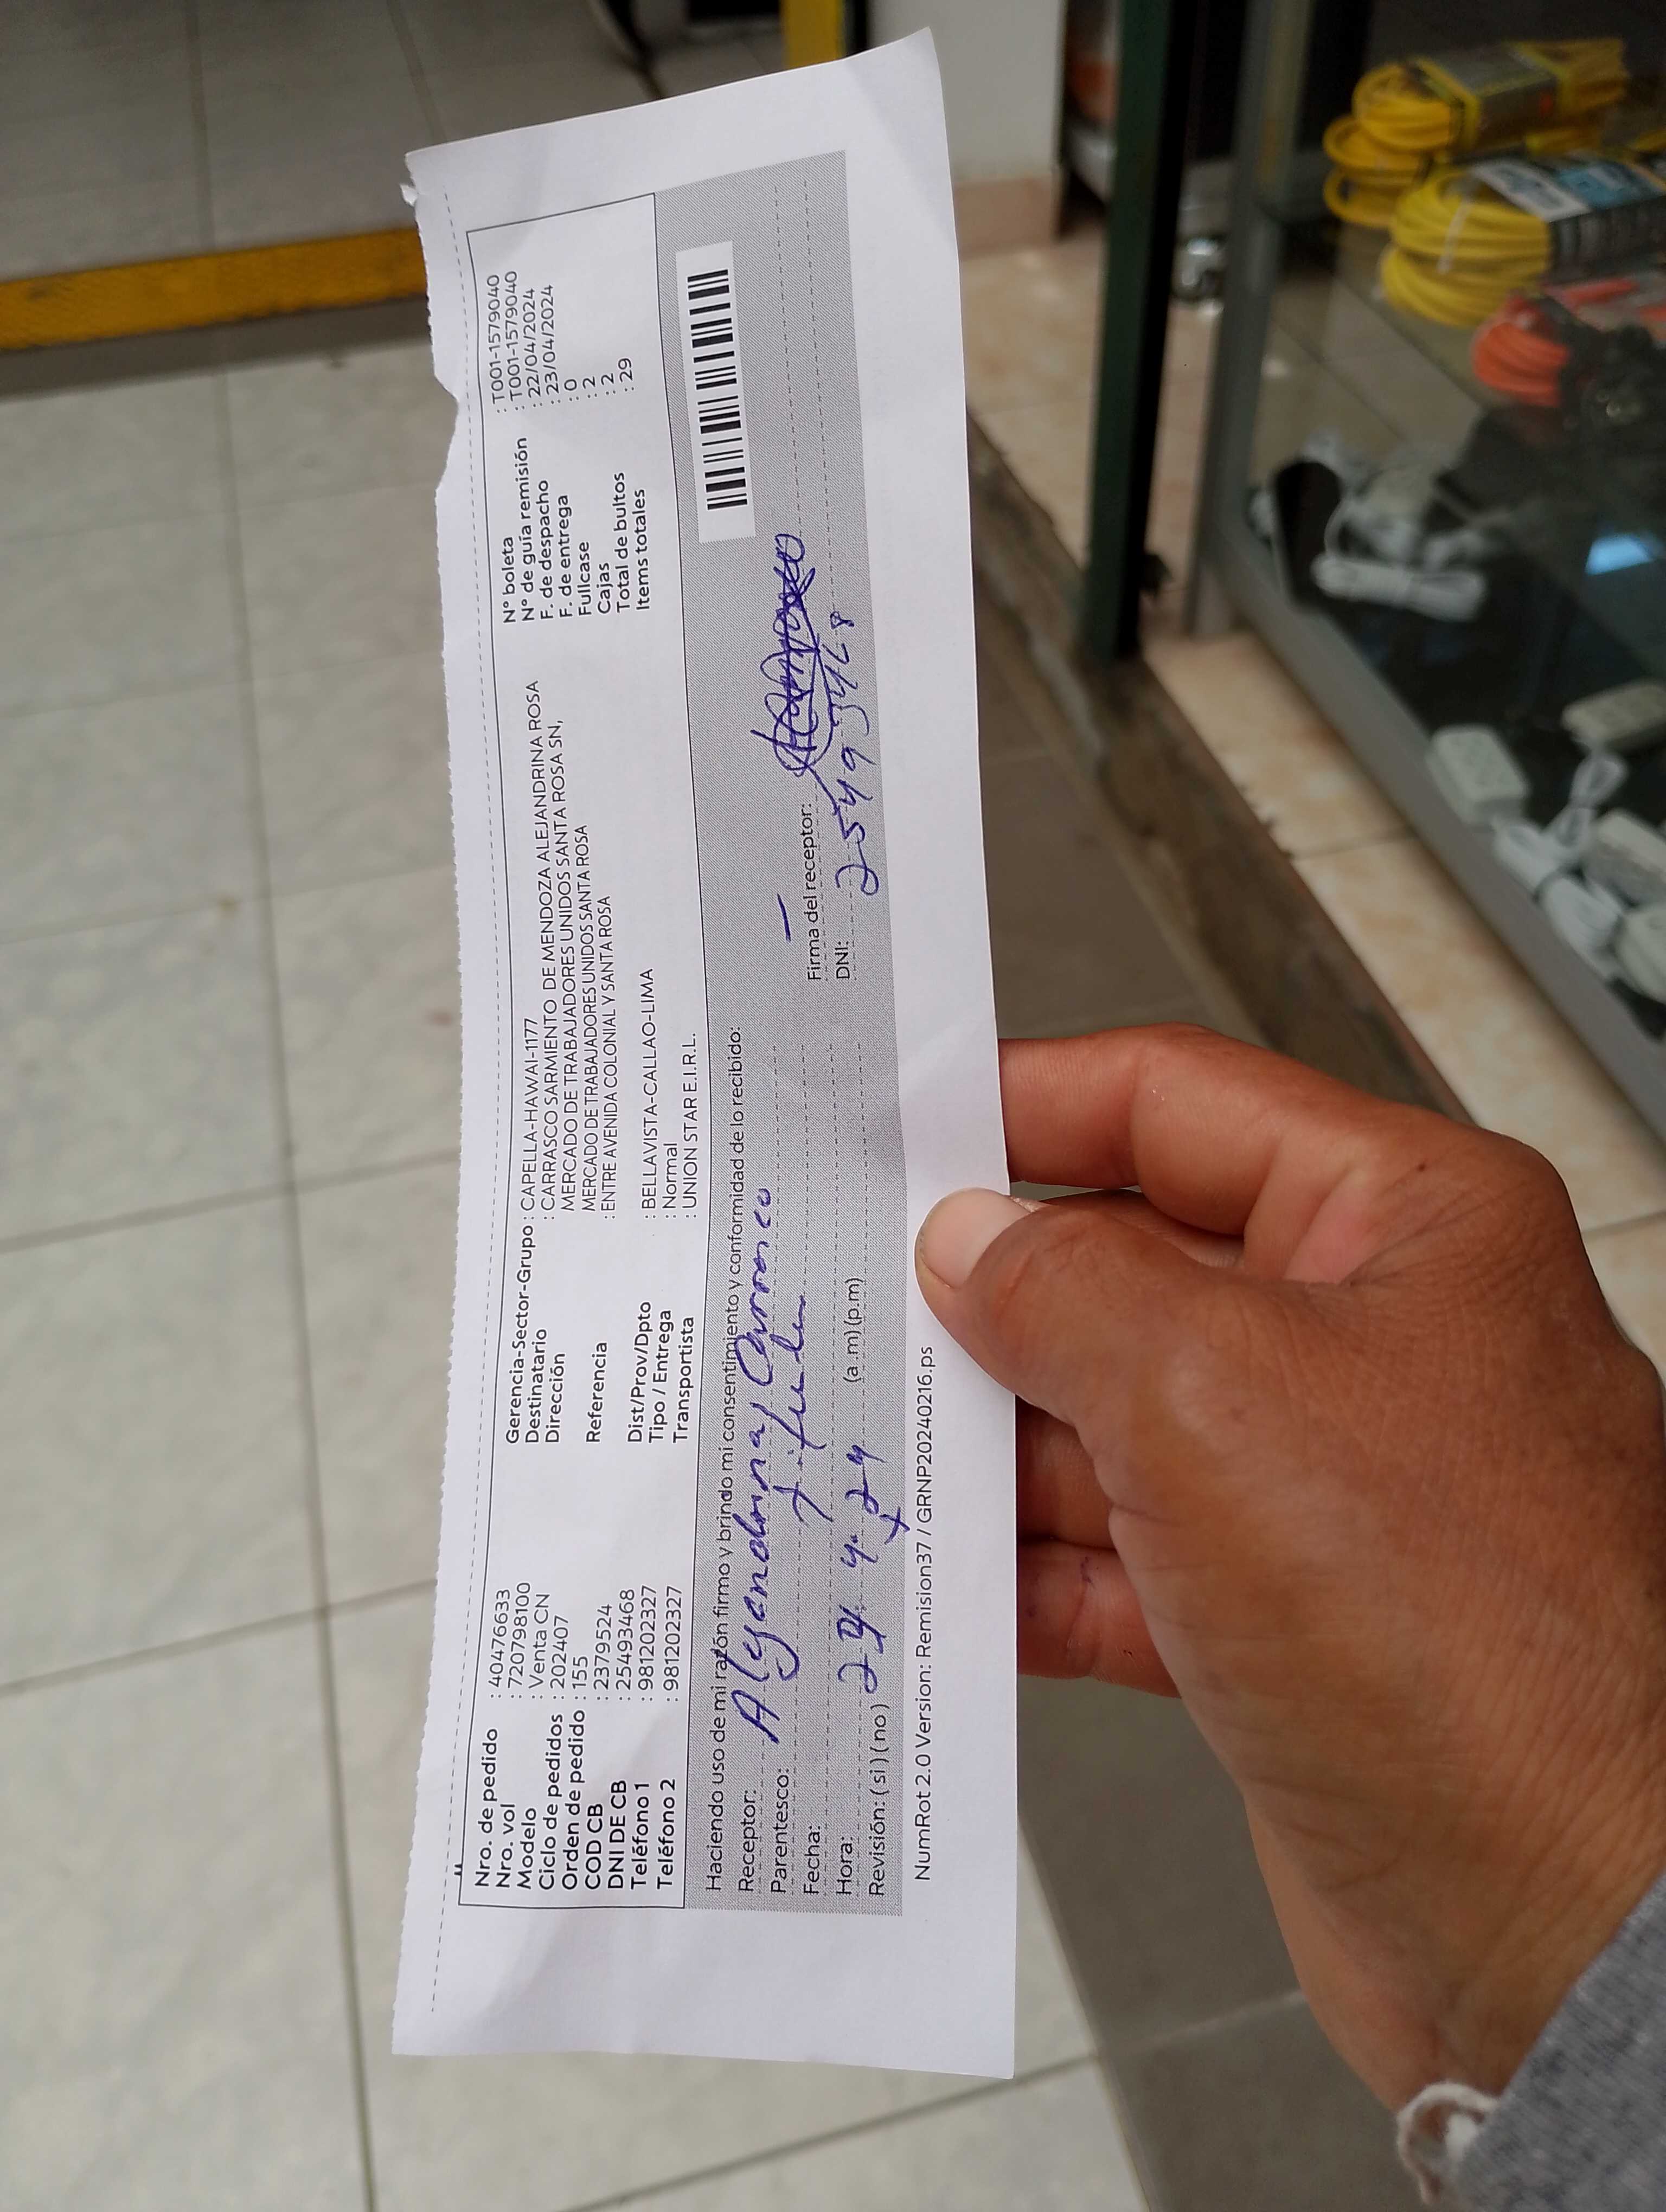 Nro. de pedido : 40476633
Nro. vol : 720798100
Modelo : Venta CN
Ciclo de pedidos : 202407
Orden de pedido : 155
COD CB : 2379524
DNI DE CB : 25493468
Teléfono 1 : 981202327
Teléfono 2 : 981202327
Gerencia-Sector-Grupo : CAPELLA-HAWAI-1177
Destinatario : CARRASCO SARMIENTO DE MENDOZA ALEJANDRINA ROSA
Dirección MERCADO DE TRABAJADORES UNIDOS SANTA ROSA SN,
MERCADO DE TRABAJADORES UNIDOS SANTA ROSA
Referencia : ENTRE AVENIDA COLONIAL Y SANTA ROSA
Dist/Prov/Dpto : BELLAVISTA-CALLAO-LIMA
Tipo / Entrega : Normal
Transportista : UNION STAR E.I.R.L.
N° boleta : T001-1579040
N° de guía remisión : T001-1579040
F. de despacho : 22/04/2024
F. de entrega : 23/04/2024
Fullcase : 0
Cajas : 2
Total de bultos : 2
Items totales : 29
Haciendo uso de mi razón firmo y brindo mi consentimiento y conformidad de lo recibido:
Receptor: Alejandrina Carrasco
Parentesco:
Fecha:
Hora: (a.m) (p.m)
Revisión: ( si ) ( no )
Firma del receptor:
DNI: 25493468
NumRot 2.0 Version: Remision37 / GRNP20240216.ps